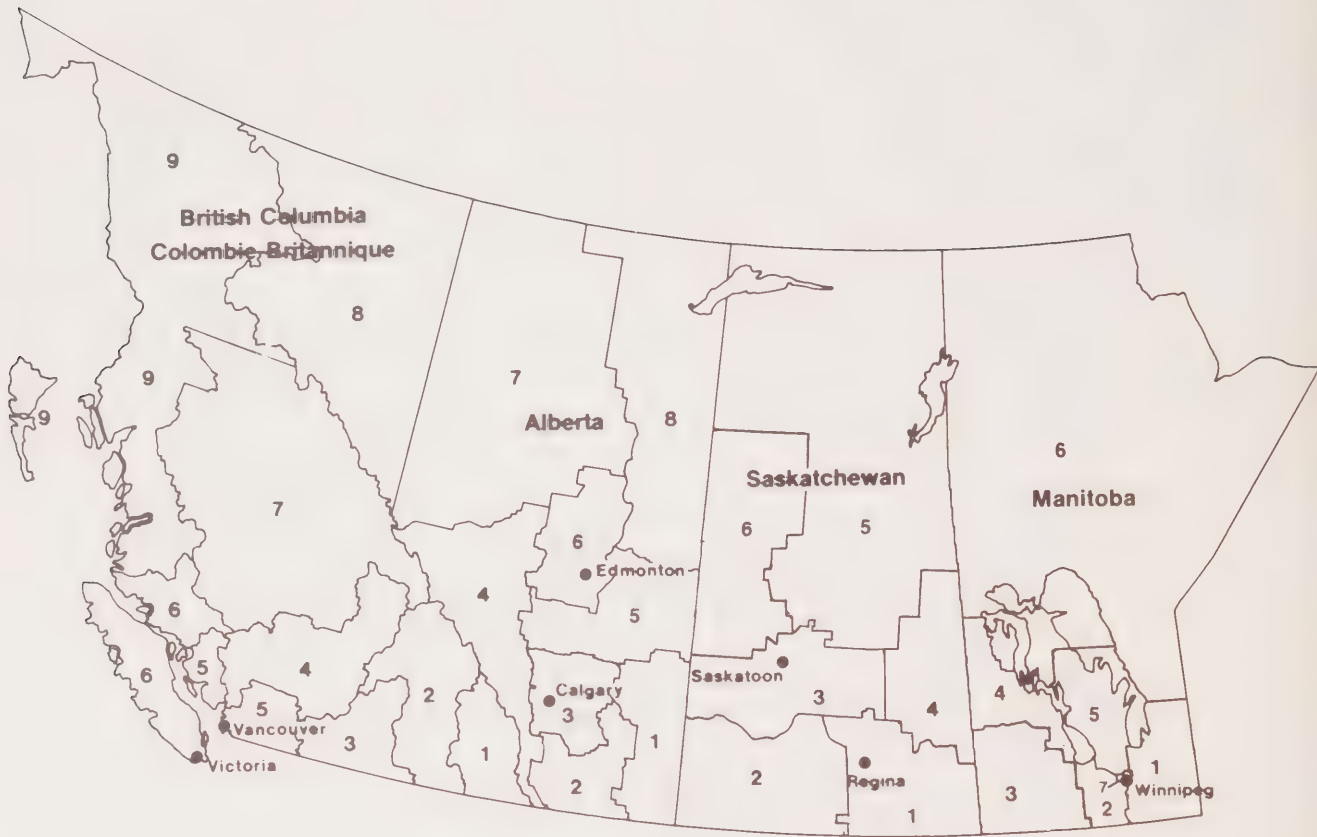 9
British Columbia
Colombie-Britannique
8
9
9
7
Alberta
8
6
Saskatchewan
Manitoba
7
6
5
6
Edmonton
4
6
5
5
4
Saskatoon
6
2
Calgary
3
4
4
5
5
3
Vancouver
3
1
1
Victoria
2
2
Regina
1
3
7
2
1
Winnipeg